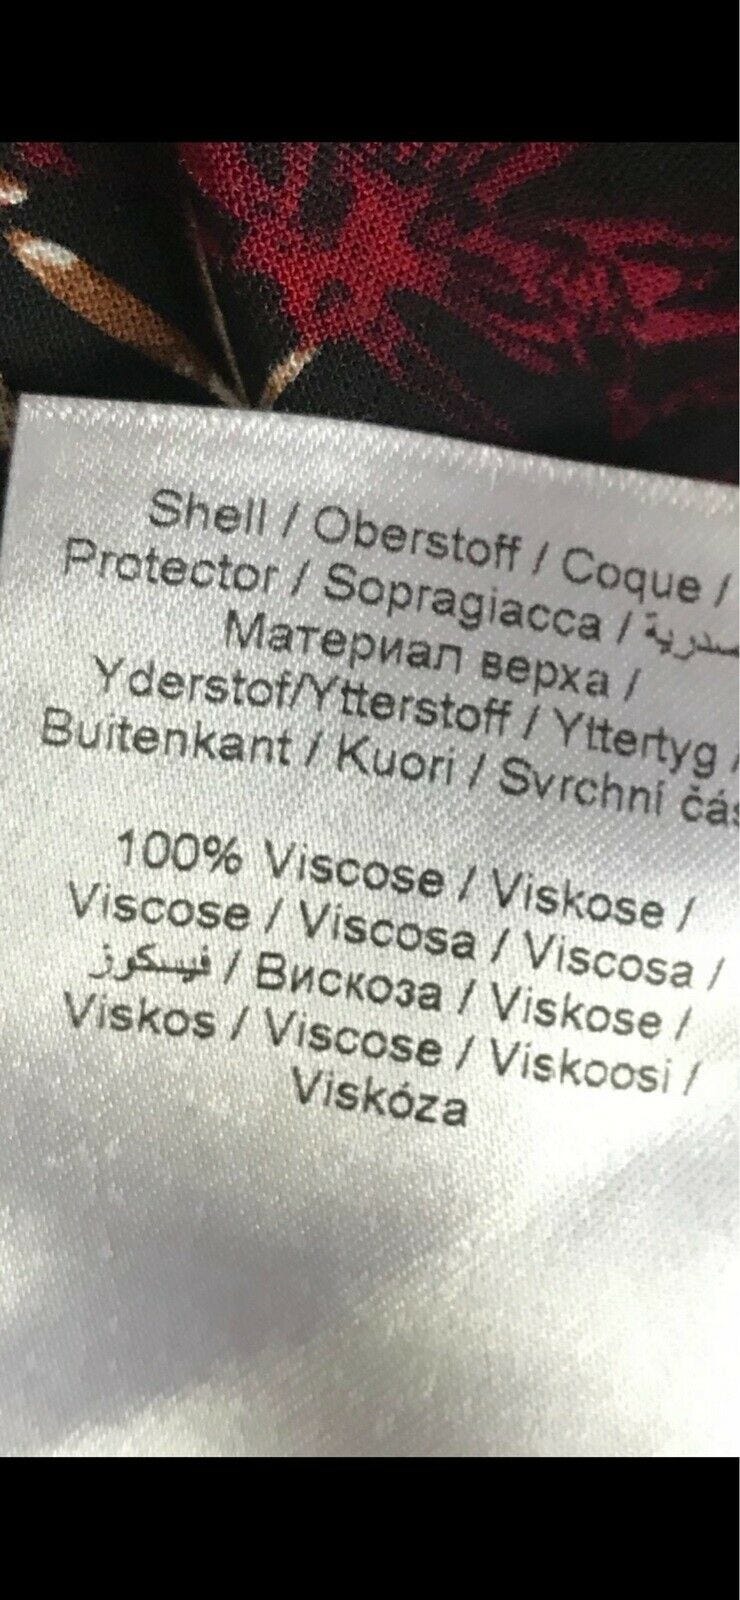 Shell / Oberstoff / Coque /
Protector / Sopragiacca /
Материал верха /
Yderstof/Ytterstoff / Yttertyg /
Buitenkant / Kuori / Svrchní
100% Viscose / Viskose /
Viscose / Viscosa / Viscosa /
فيسكوز / Вискоза / Viskose /
Viskos / Viscose / Viskoosi /
Viskóza